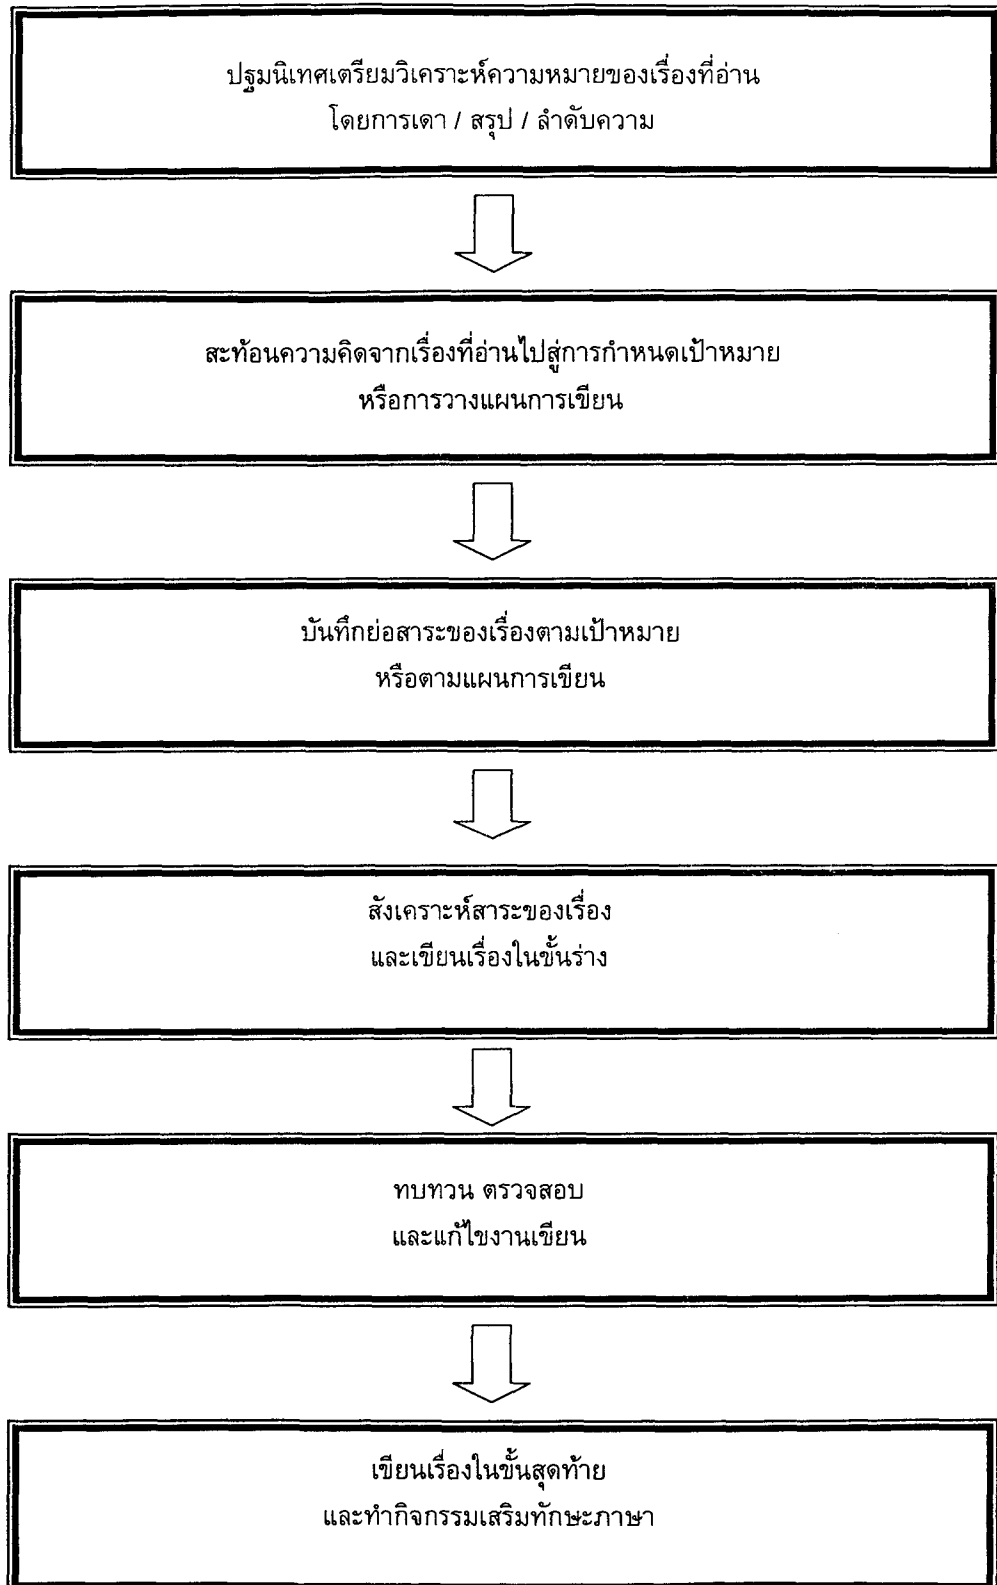 ปฐมนิเทศเตรียมวิเคราะห์ความหมายของเรื่องที่อ่าน
โดยการเดา / สรุป / ลำดับความ
สะท้อนความคิดจากเรื่องที่อ่านไปสู่การกำหนดเป้าหมาย
หรือการวางแผนการเขียน
บันทึกย่อสาระของเรื่องตามเป้าหมาย
หรือตามแผนการเขียน
สังเคราะห์สาระของเรื่อง
และเขียนเรื่องในขั้นร่าง
ทบทวน ตรวจสอบ
และแก้ไขงานเขียน
เขียนเรื่องในขั้นสุดท้าย
และทำกิจกรรมเสริมทักษะภาษา